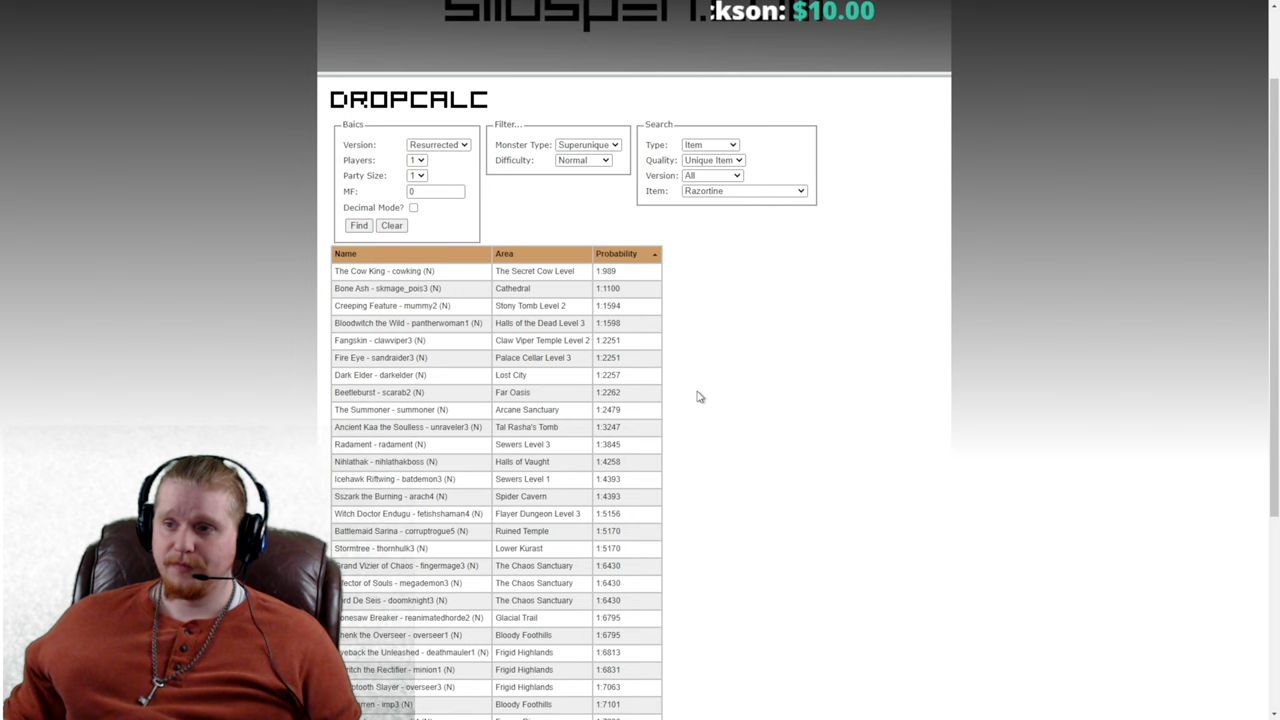 silospen.com
kson: $10.00
DROPCALC
Baics
Version: Resurrected
Players: 1
Party Size: 1
MF: 0
Decimal Mode?
Find Clear
Filter...
Monster Type: Superunique
Difficulty: Normal
Search
Type: Item
Quality: Unique Item
Version: All
Item: Razortine
Name Area Probability
The Cow King - cowking (N) The Secret Cow Level 1:989
Bone Ash - skmage_pois3 (N) Cathedral 1:1100
Creeping Feature - mummy2 (N) Stony Tomb Level 2 1:1594
Bloodwitch the Wild - pantherwoman1 (N) Halls of the Dead Level 3 1:1598
Fangskin - clawviper3 (N) Claw Viper Temple Level 2 1:2251
Fire Eye - sandraider3 (N) Palace Cellar Level 3 1:2251
Dark Elder - darkelder (N) Lost City 1:2257
Beetleburst - scarab2 (N) Far Oasis 1:2262
The Summoner - summoner (N) Arcane Sanctuary 1:2479
Ancient Kaa the Soulless - unraveler3 (N) Tal Rasha's Tomb 1:3247
Radament - radament (N) Sewers Level 3 1:3845
Nihlathak - nihlathakboss (N) Halls of Vaught 1:4258
Icehawk Riftwing - batdemon3 (N) Sewers Level 1 1:4393
Sszark the Burning - arach4 (N) Spider Cavern 1:4393
Witch Doctor Endugu - fetishshaman4 (N) Flayer Dungeon Level 3 1:5156
Battlemaid Sarina - corruptrogue5 (N) Ruined Temple 1:5170
Stormtree - thornhulk3 (N) Lower Kurast 1:5170
Grand Vizier of Chaos - fingermage3 (N) The Chaos Sanctuary 1:6430
fector of Souls - megademon3 (N) The Chaos Sanctuary 1:6430
rd De Seis - doomknight3 (N) The Chaos Sanctuary 1:6430
onesaw Breaker - reanimatedhorde2 (N) Glacial Trail 1:6795
henk the Overseer - overseer1 (N) Bloody Foothills 1:6795
yeback the Unleashed - deathmauler1 (N) Frigid Highlands 1:6813
ritch the Rectifier - minion1 (N) Frigid Highlands 1:6831
ptooth Slayer - overseer3 (N) Frigid Highlands 1:7063
rren - imp3 (N) Bloody Foothills 1:7101